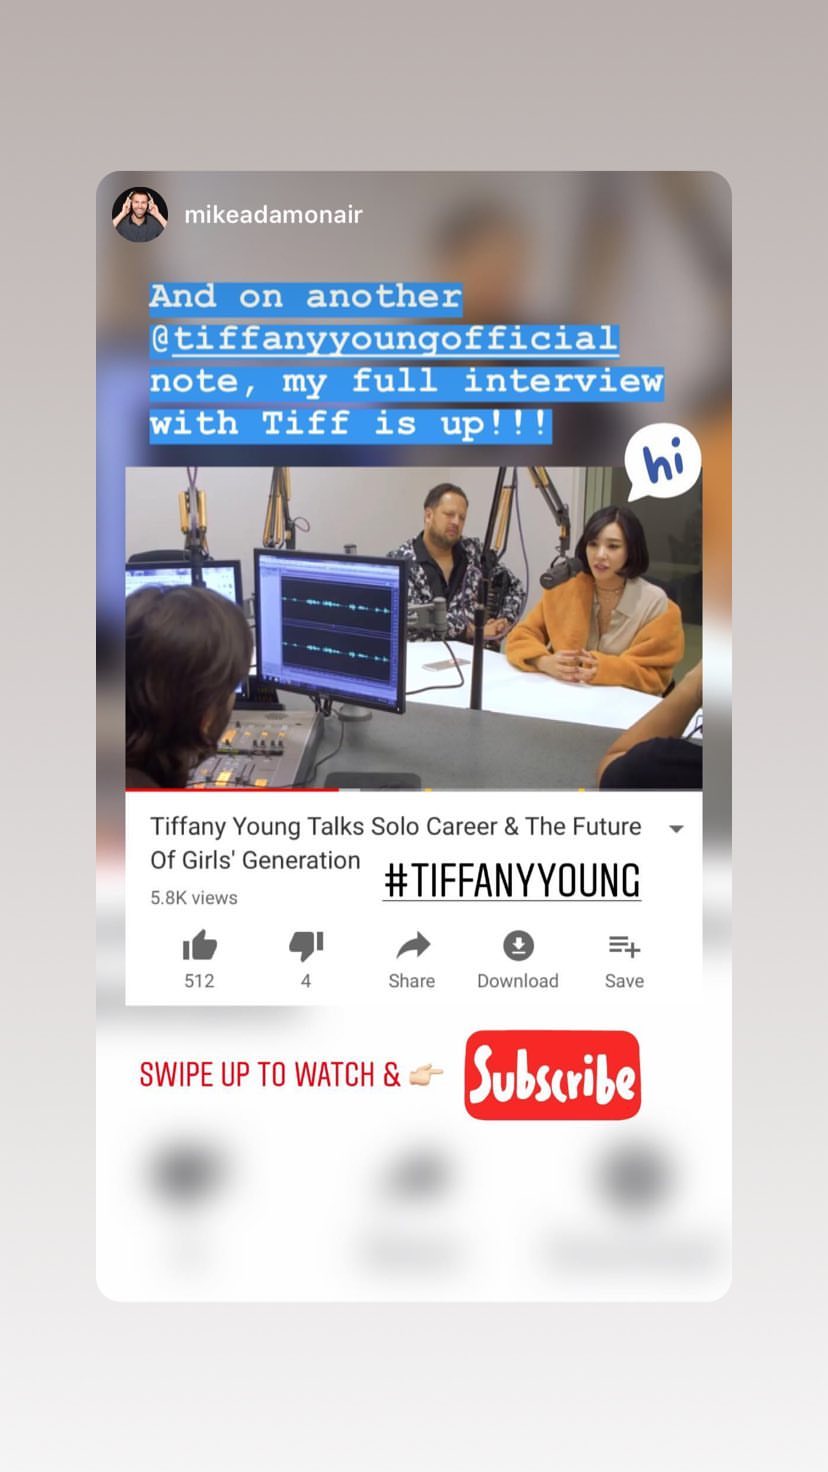 mikeadamonair
And on another
@tiffanyyoungofficial
note, my full interview
with Tiff is up!!!
hi
Tiffany Young Talks Solo Career & The Future
Of Girls' Generation
#TIFFANYYOUNG
5.8K views
512
4
Share
Download
Save
SWIPE UP TO WATCH & 👉🏻
Subscribe